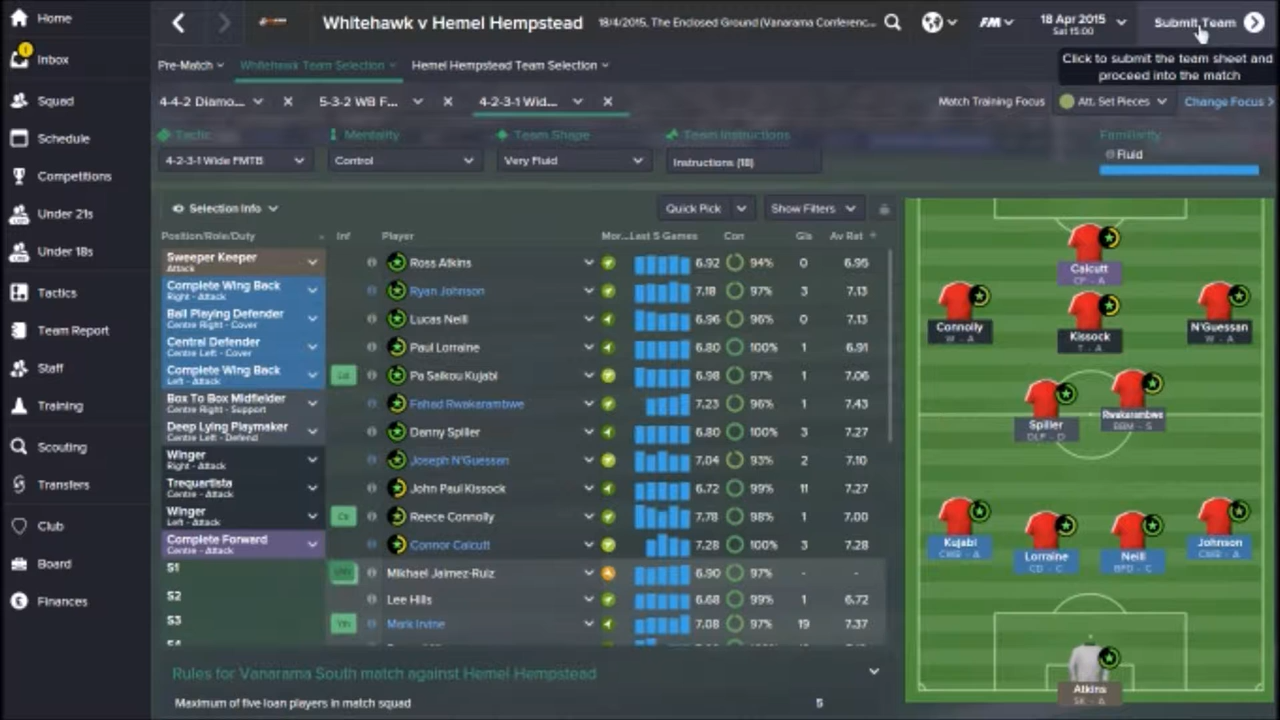 Home
Inbox
Squad
Schedule
Competitions
Under 21s
Under 18s
Tactics
Team Report
Staff
Training
Scouting
Transfers
Club
Board
Finances
Whitehawk v Hemel Hempstead
18/4/2015, The Enclosed Ground (Vanarama Conferenc...
FM
18 Apr 2015
Sat 15:00
Submit Team
Click to submit the team sheet and
proceed into the match
Pre-Match
Whitehawk Team Selection
Hemel Hempstead Team Selection
4-4-2 Diamo...
5-3-2 WB F...
4-2-3-1 Wid...
Match Training Focus
Att. Set Pieces
Change Focus
Tactic
Mentality
Team Shape
Team Instructions
Familiarity
4-2-3-1 Wide FMTB
Control
Very Fluid
Instructions (18)
Fluid
Selection Info
Quick Pick
Show Filters
Position/Role/Duty Inf Player Mor... Last 5 Games Con Gls Av Rat
Sweeper Keeper
Attack
Ross Atkins 6.92 94% 0 6.95
Complete Wing Back
Right - Attack
Ryan Johnson 7.18 97% 3 7.13
Ball Playing Defender
Centre Right - Cover
Lucas Neill 6.96 96% 0 7.13
Central Defender
Centre Left - Cover
Paul Lorraine 6.80 100% 1 6.91
Complete Wing Back
Left - Attack
Pa Saikou Kujabi 6.98 97% 1 7.06
Box To Box Midfielder
Centre Right - Support
Fahad Rwakarambwe 7.23 96% 1 7.43
Deep Lying Playmaker
Centre Left - Defend
Danny Spiller 6.80 100% 3 7.27
Winger
Right - Attack
Joseph N'Guessan 7.04 93% 2 7.10
Trequartista
Centre - Attack
John Paul Kissock 6.72 99% 11 7.27
Winger
Left - Attack
Reece Connolly 7.78 98% 1 7.00
Complete Forward
Centre - Attack
Connor Calcutt 7.28 100% 3 7.28
S1 Mikhael Jaimez-Ruiz 6.90 97% - -
S2 Lee Hills 6.68 99% 1 6.72
S3 Mark Irvine 7.08 97% 19 7.37
Rules for Vanarama South match against Hemel Hempstead
Maximum of five loan players in match squad 5
Calcutt
CF - A
Connolly
W - A
Kissock
T - A
N'Guessan
W - A
Spiller
DLP - D
Rwakarambwe
BBM - S
Kujabi
CWB - A
Lorraine
CD - C
Neill
BPD - C
Johnson
CWB - A
Atkins
SK - A